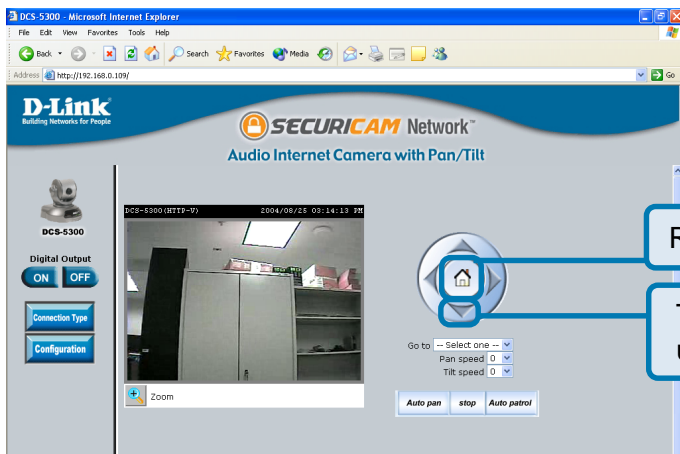 DCS-5300 - Microsoft Internet Explorer
File Edit View Favorites Tools Help
Back Search Favorites Media
Address http://192.168.0.109/ Go
D-Link
Building Networks for People
SECURICAM Network™
Audio Internet Camera with Pan/Tilt
DCS-5300
Digital Output
ON OFF
Connection Type
Configuration
DCS-5300(HTTP-V) 2004/08/25 03:14:13 PM
Zoom
Go to -- Select one --
Pan speed 0
Tilt speed 0
Auto pan stop Auto patrol